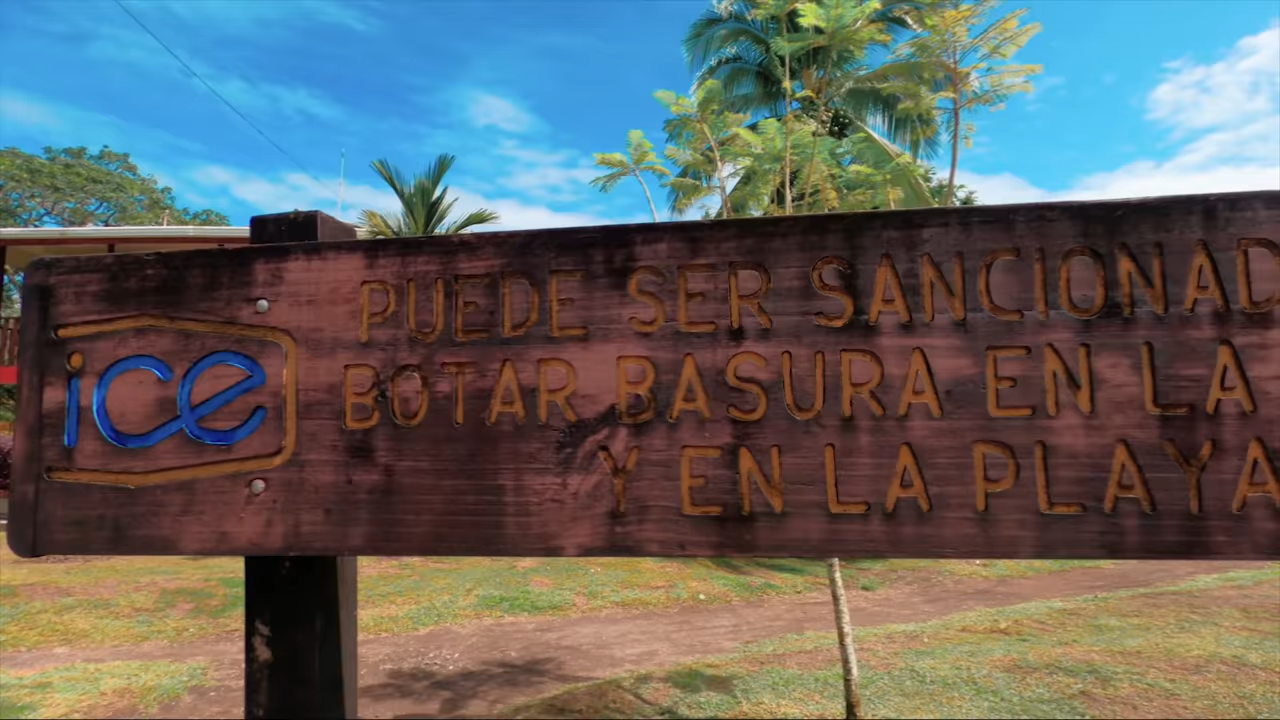 ice
PUEDE SER SANCIONAD
BOTAR BASURA EN LA
Y EN LA PLAYA